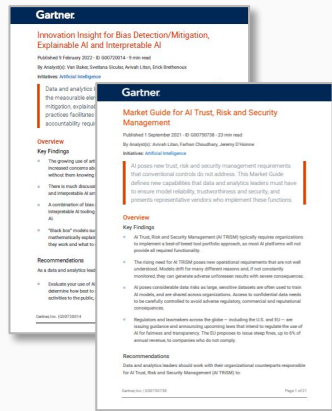 Gartner
Innovation Insight for Bias Detection/Mitigation,
Explainable AI and Interpretable AI
Published 9 February 2022 - ID G00720014 - 9 min read
By Analyst(s): Van Baker, Svetlana Sicular, Avivah Litan, Erick Brethenoux
Initiatives: Artificial Intelligence
Data and analytics l
the measurable elem
mitigation, explainab
practices facilitates
accountability requi
Overview
Key Findings
The growing use of arti
increased concerns abo
without them knowing
There is much discuss
and interpretable AI am
A combination of bias
interpretable AI tooling
AI.
"Black box" models suc
mathematically explain
they work and what to
Recommendations
As a data and analytics lead
Evaluate your use of AI
determine how best to
activities to the public,
Gartner, Inc. | G00720014
Gartner
Market Guide for AI Trust, Risk and Security
Management
Published 1 September 2021 - ID G00750738 - 23 min read
By Analyst(s): Avivah Litan, Farhan Choudhary, Jeremy D'Hoinne
Initiatives: Artificial Intelligence
AI poses new trust, risk and security management requirements
that conventional controls do not address. This Market Guide
defines new capabilities that data and analytics leaders must have
to ensure model reliability, trustworthiness and security, and
presents representative vendors who implement these functions.
Overview
Key Findings
AI Trust, Risk and Security Management (AI TRiSM) typically requires organizations
to implement a best-of-breed tool portfolio approach, as most AI platforms will not
provide all required functionality.
The rising need for AI TRiSM poses new operational requirements that are not well
understood. Models drift for many different reasons and, if not constantly
monitored, they can generate adverse unforeseen results with severe consequences.
AI poses considerable data risks as large, sensitive datasets are often used to train
AI models, and are shared across organizations. Access to confidential data needs
to be carefully controlled to avoid adverse regulatory, commercial and reputational
consequences.
Regulators and lawmakers across the globe — including the U.S. and EU — are
issuing guidance and announcing upcoming laws that intend to regulate the use of
AI for fairness and transparency. The EU proposes to issue steep fines, up to 6% of
annual revenue, to companies who do not comply.
Recommendations
Data and analytics leaders should work with their organizational counterparts responsible
for AI Trust, Risk and Security Management (AI TRiSM) to:
Gartner, Inc. | G00750738
Page 1 of 21